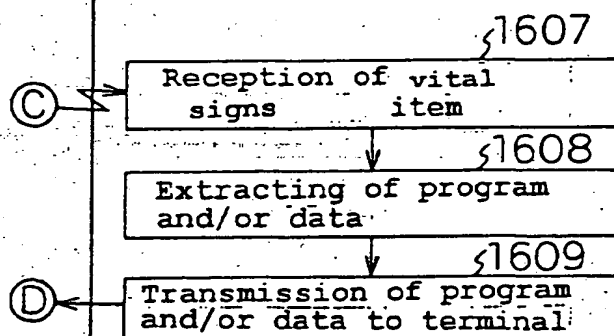 1607
C
Reception of vital
signs item
1608
Extracting of program
and/or data
1609
D
Transmission of program
and/or data to terminal